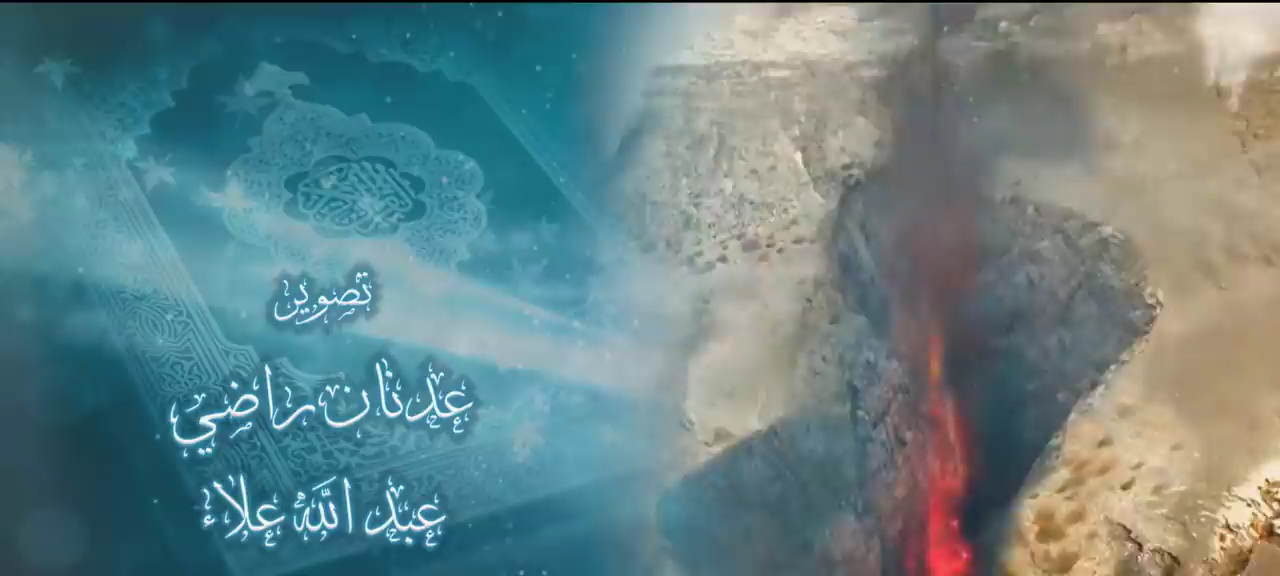 تصوير
عدنان راضي
عبد الله علاء